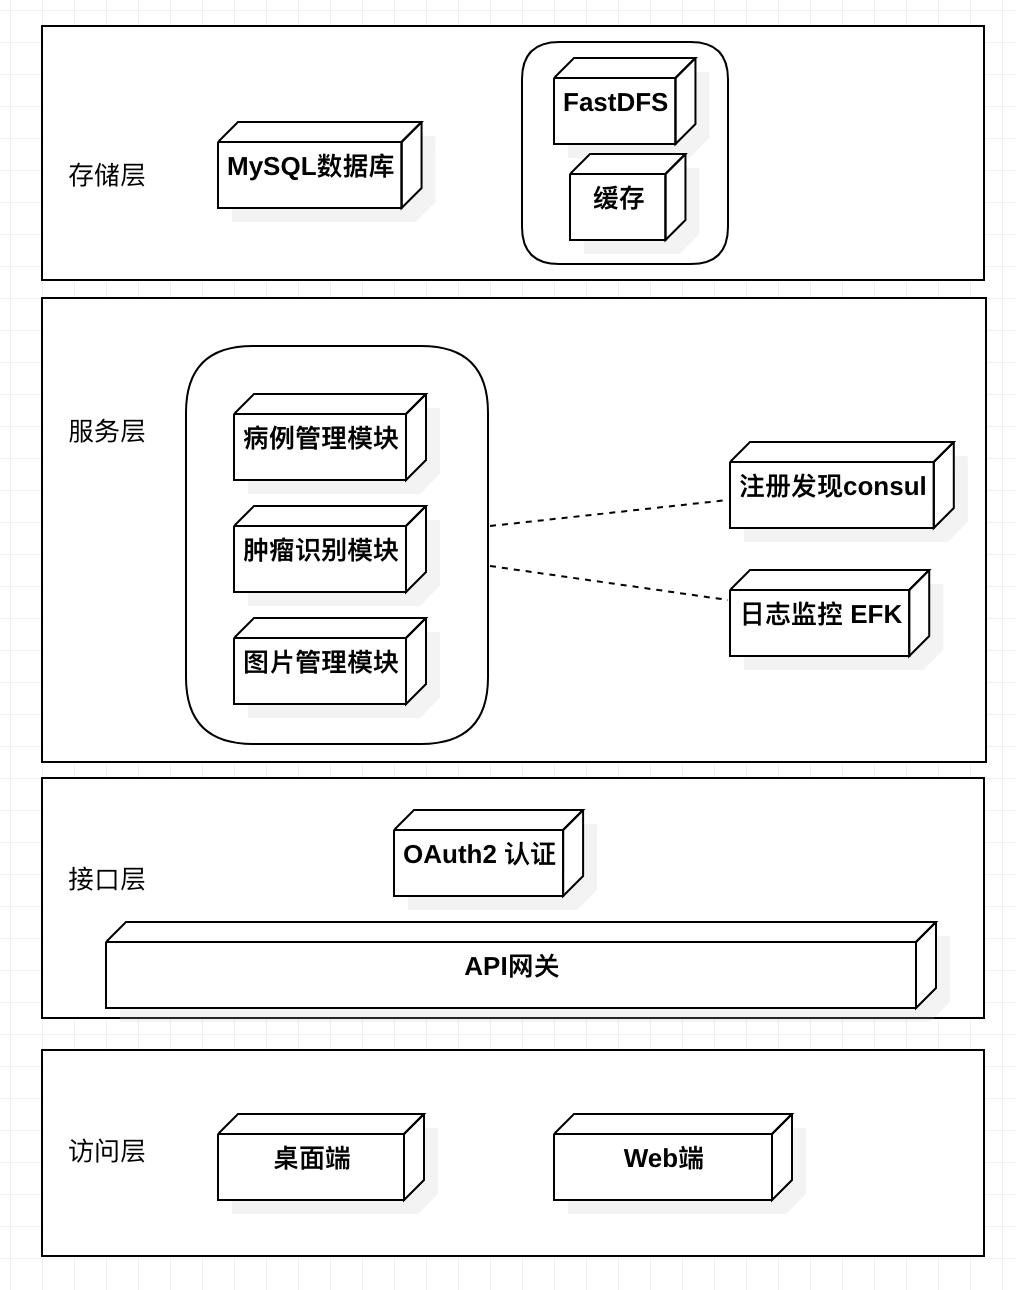 存储层
MySQL数据库
FastDFS
缓存
服务层
病例管理模块
肿瘤识别模块
图片管理模块
注册发现consul
日志监控 EFK
接口层
OAuth2 认证
API网关
访问层
桌面端
Web端